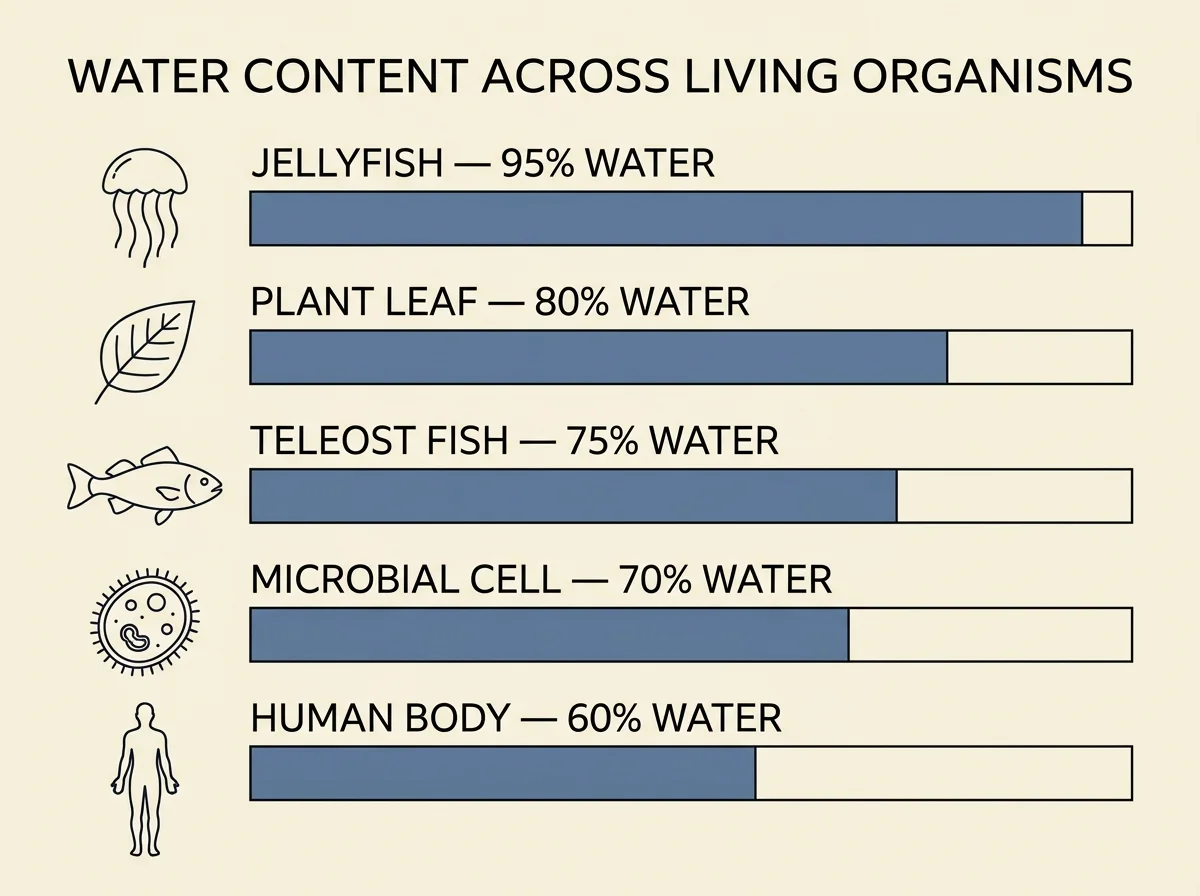 WATER CONTENT ACROSS LIVING ORGANISMS
JELLYFISH — 95% WATER
PLANT LEAF — 80% WATER
TELEOST FISH — 75% WATER
MICROBIAL CELL — 70% WATER
HUMAN BODY — 60% WATER